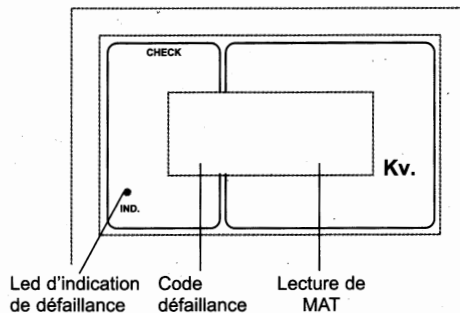 CHECK
Kv.
IND.
Led d'indication
de défaillance
Code
défaillance
Lecture de
MAT